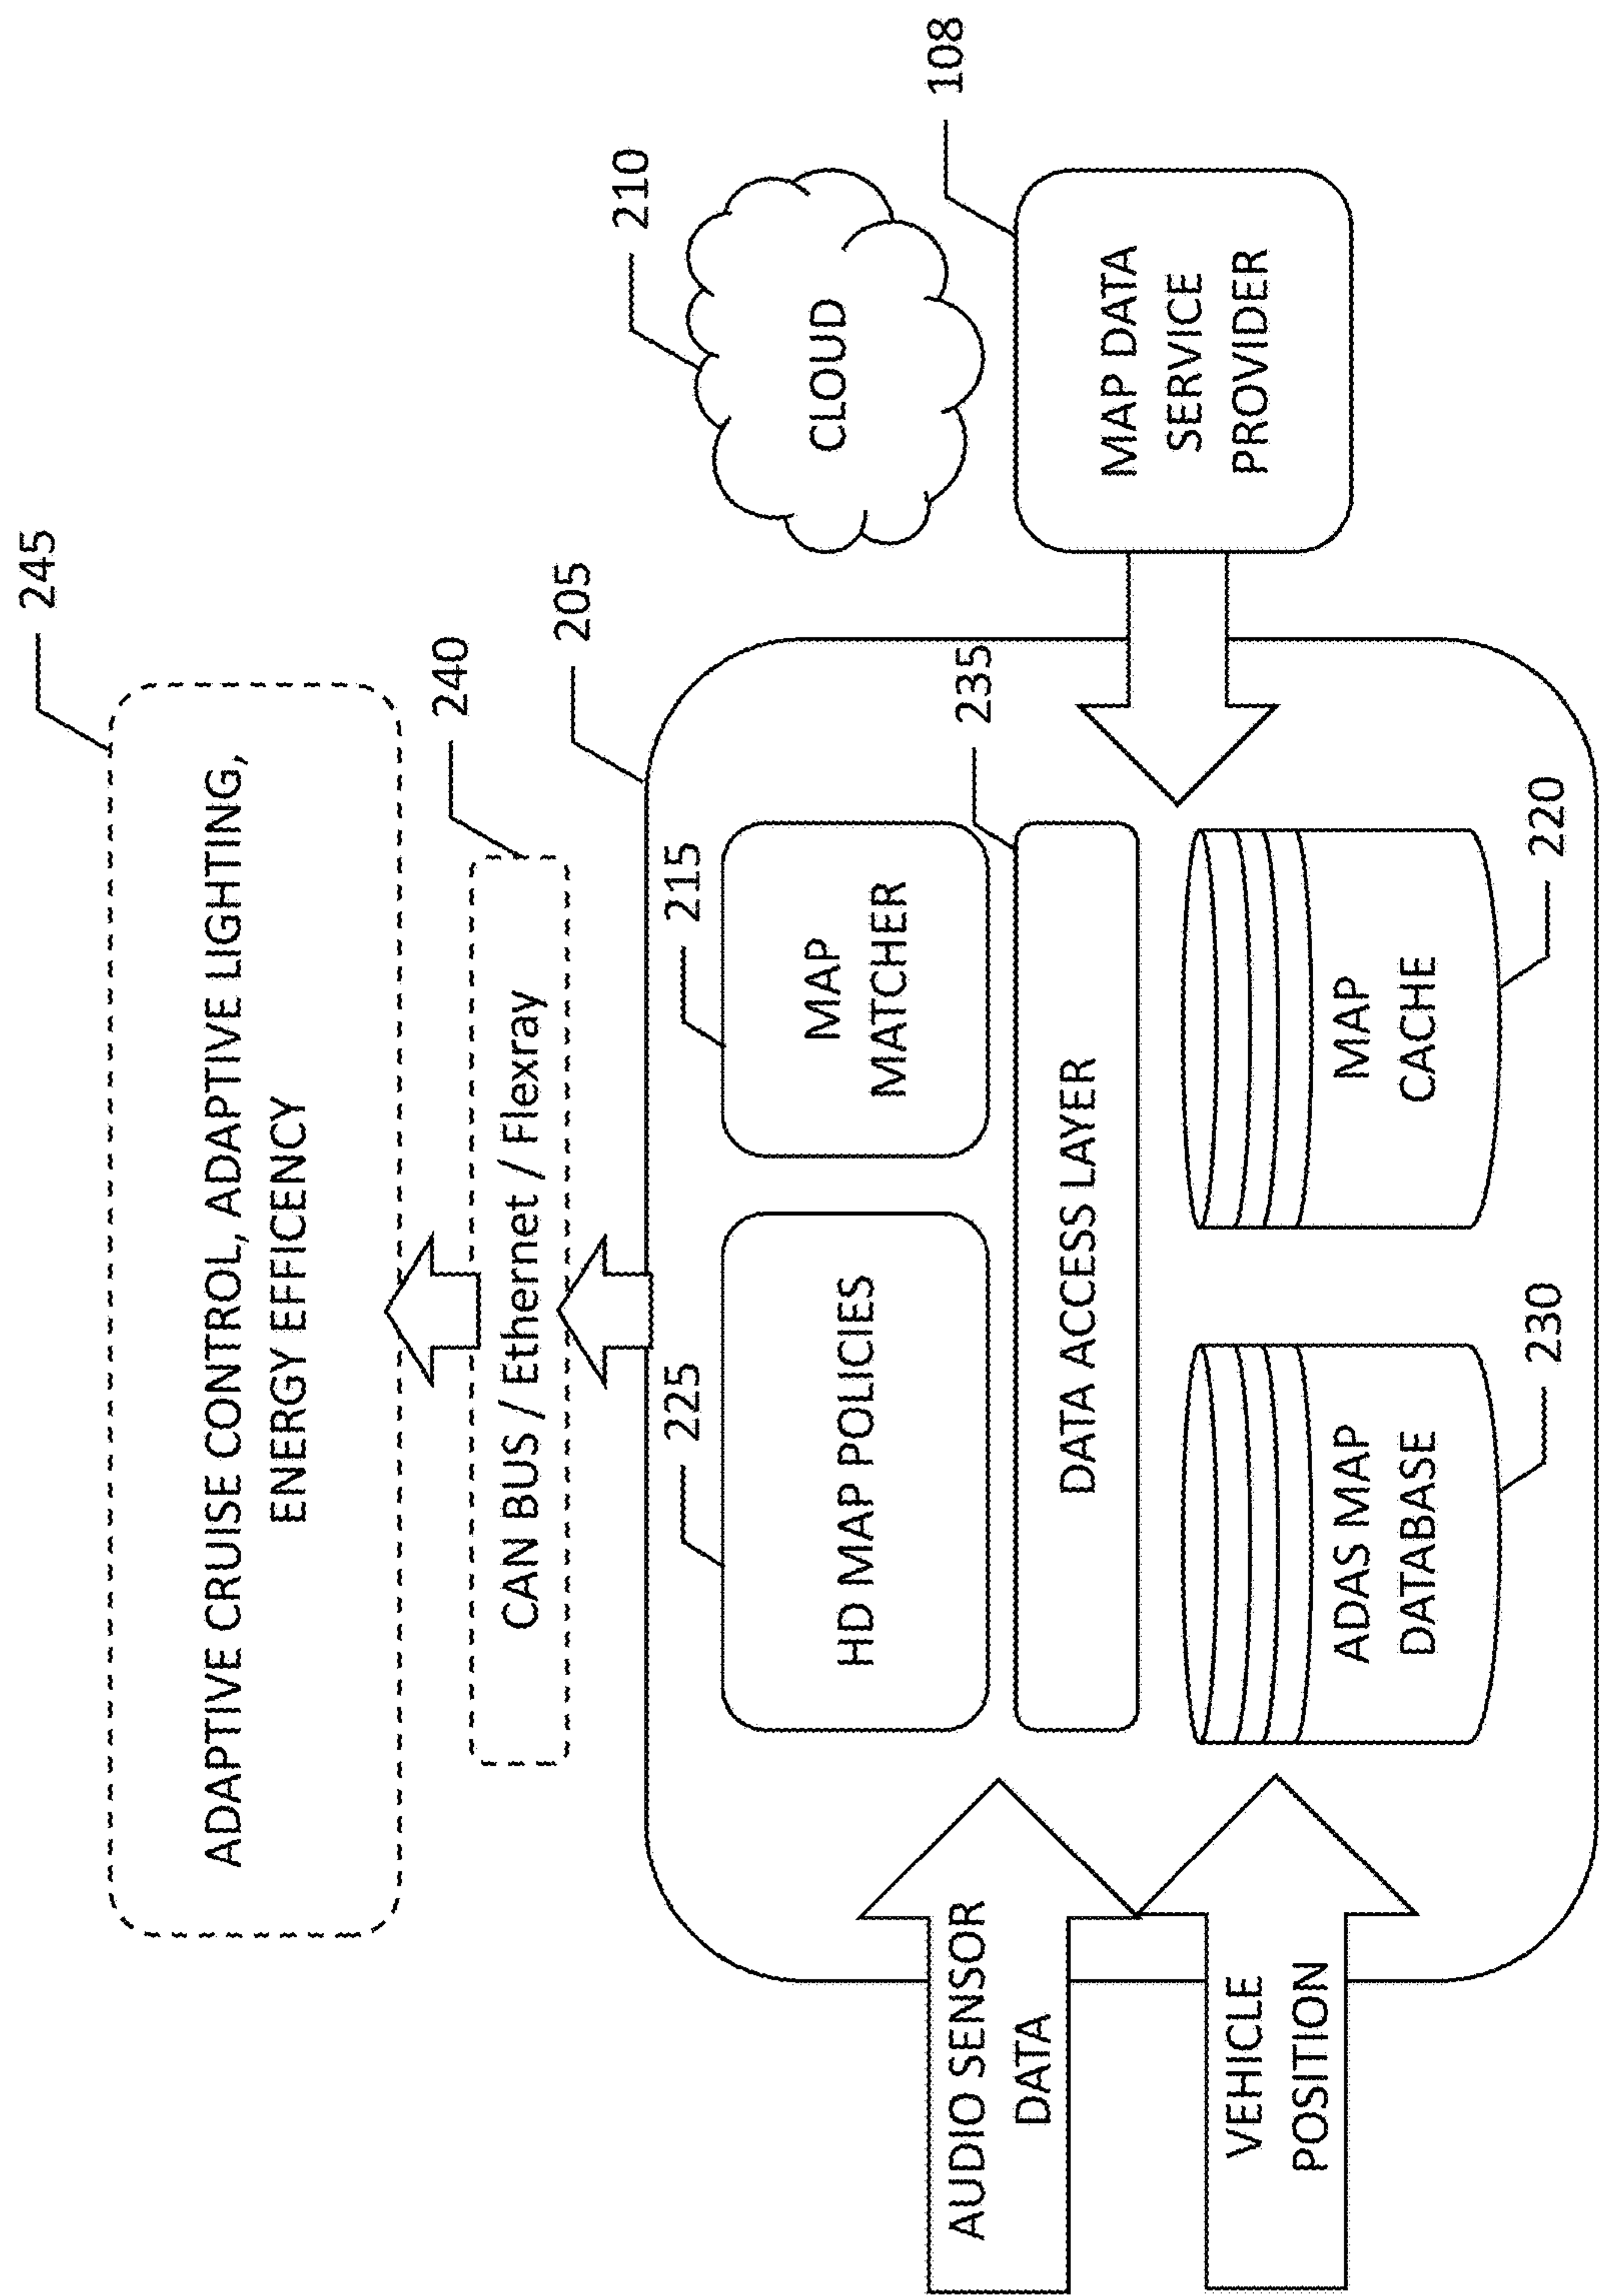 245
ADAPTIVE CRUISE CONTROL, ADAPTIVE LIGHTING,
ENERGY EFFICENCY
240
CAN BUS / Ethernet / Flexray
205
210
CLOUD
108
MAP DATA
SERVICE
PROVIDER
225
HD MAP POLICIES
215
MAP
MATCHER
235
DATA ACCESS LAYER
AUDIO SENSOR
DATA
VEHICLE
POSITION
ADAS MAP
DATABASE
230
MAP
CACHE
220